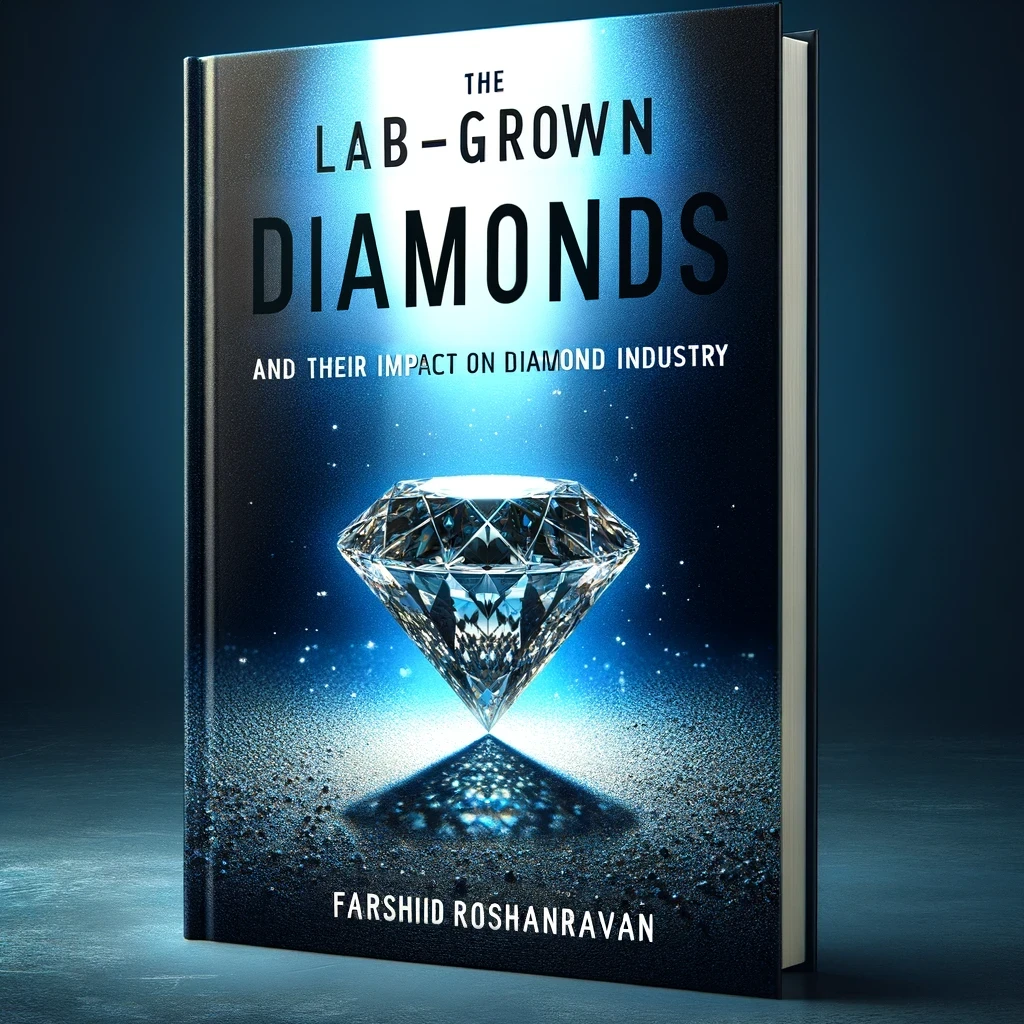 THE
LAB-GROWN
DIAMONDS
AND THEIR IMPACT ON DIAMOND INDUSTRY
FARSHIID ROSHANRAVAN